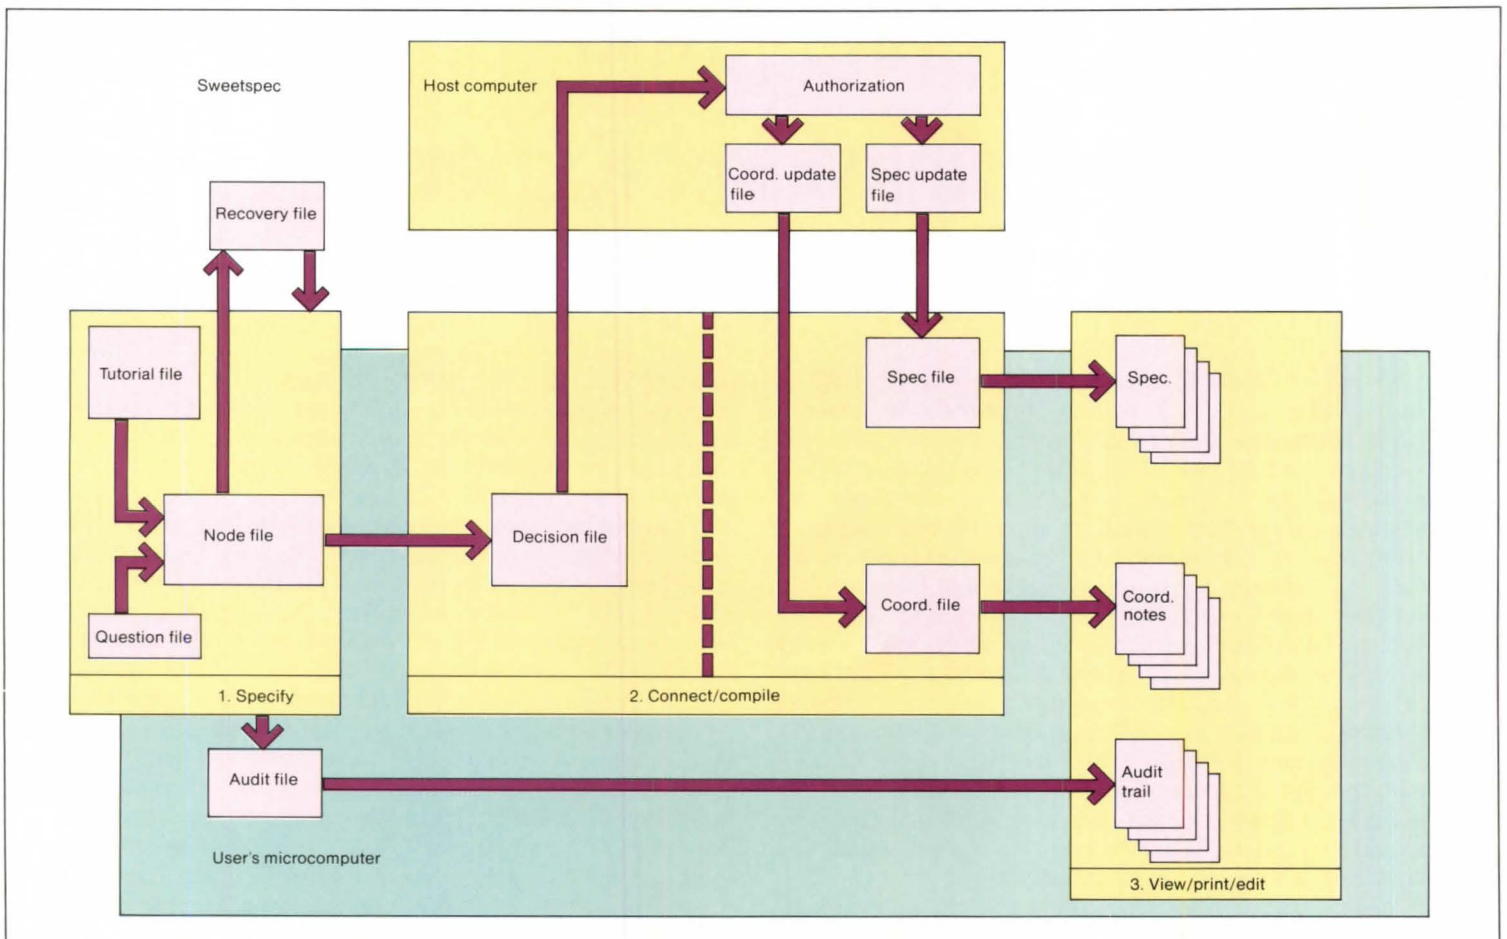 Sweetspec
Host computer
Authorization
Coord. update
file
Spec update
file
Recovery file
Tutorial file
Node file
Question file
1. Specify
Decision file
2. Connect/compile
Spec file
Coord. file
Spec.
Coord.
notes
Audit
trail
3. View/print/edit
Audit file
User's microcomputer